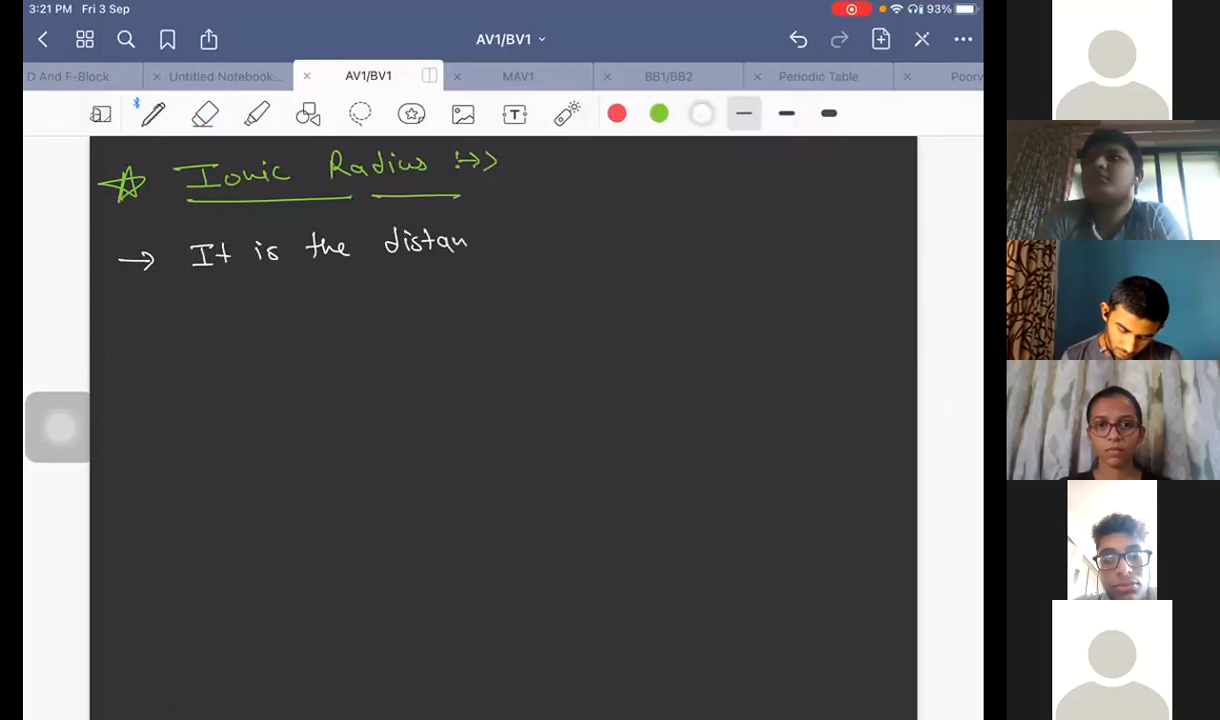 3:21 PM Fri 3 Sep
93%
AV1/BV1
D And F-Block
Untitled Notebook...
AV1/BV1
MAV1
BB1/BB2
Periodic Table
Poorw
Ionic Radius
→ It is the distan